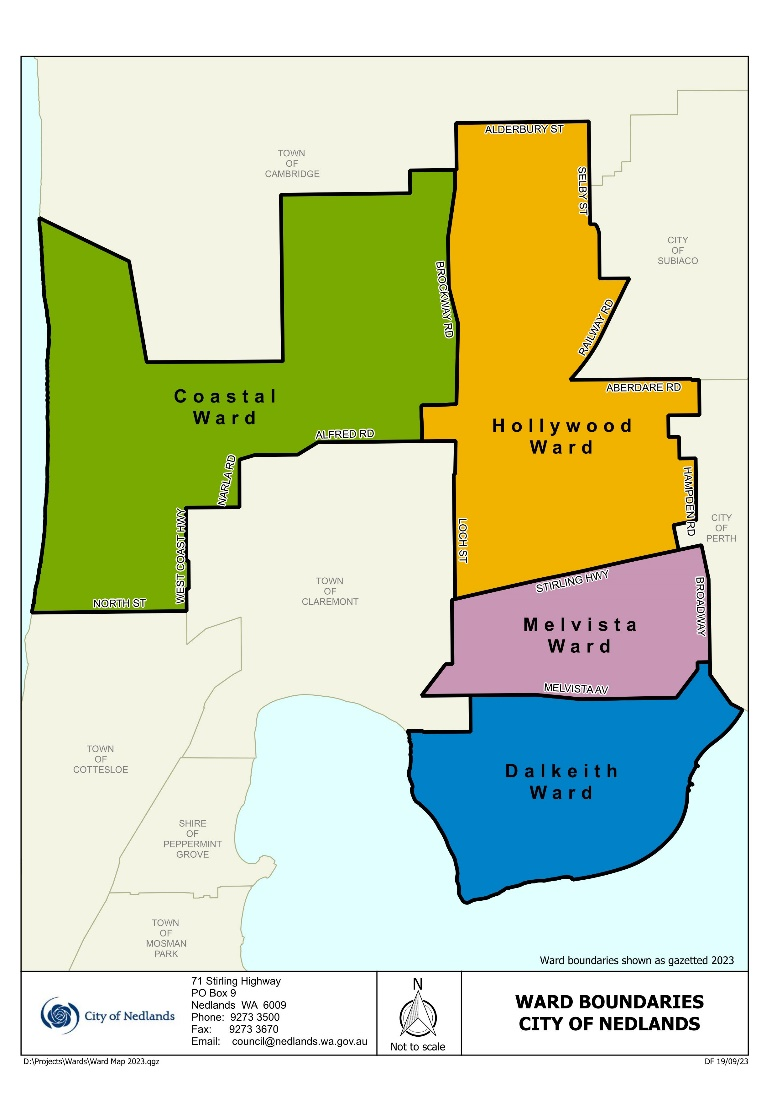 ALDERBURY ST
TOWN
OF
CAMBRIDGE
SELBY ST
CITY
OF
SUBIACO
BROCKWAY RD
RAILWAY RD
ABERDARE RD
Coastal
Ward
Hollywood
Ward
ALFRED RD
NARLA RD
HAMPDEN RD
WEST COAST HWY
LOCH ST
CITY
OF
PERTH
STIRLING HWY
TOWN
OF
CLAREMONT
NORTH ST
BROADWAY
Melvista
Ward
MELVISTA AV
TOWN
OF
COTTESLOE
Dalkeith
Ward
SHIRE
OF
PEPPERMINT
GROVE
TOWN
OF
MOSMAN
PARK
Ward boundaries shown as gazetted 2023
City of Nedlands
71 Stirling Highway
PO Box 9
Nedlands WA 6009
Phone: 9273 3500
Fax: 9273 3670
Email: council@nedlands.wa.gov.au
N
Not to scale
WARD BOUNDARIES
CITY OF NEDLANDS
D:\Projects\Wards\Ward Map 2023.qgz
DF 19/09/23